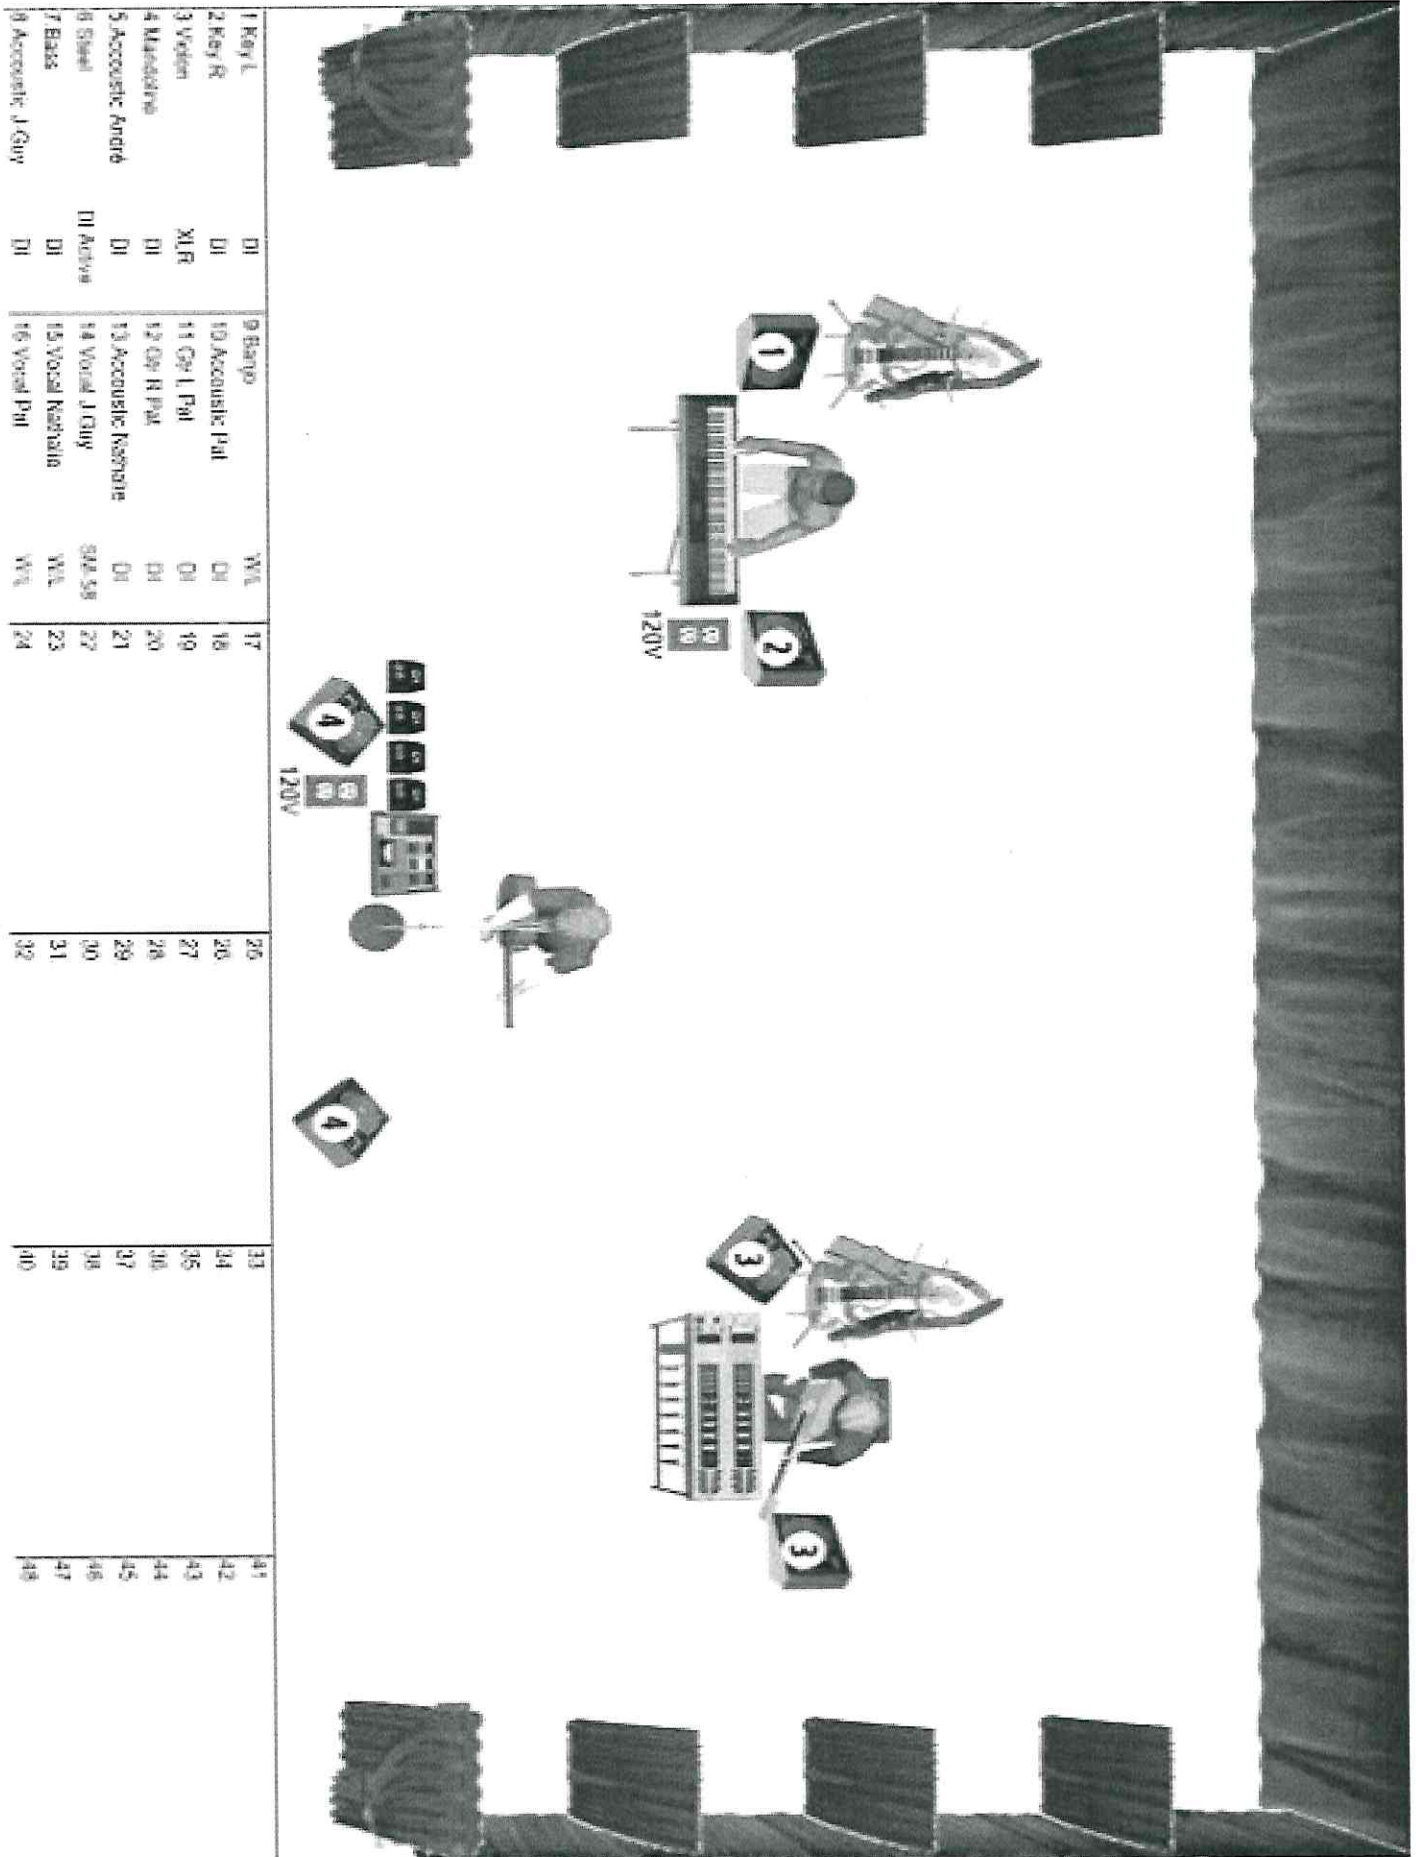 1 2 3 3
120V
4 4
120V
1 Key L DI 9 Banjo W/L 17 25 33 41
2 Key R DI 10 Accoustic Pat DI 18 26 34 42
3 Violon XLR 11 Gtr L Pat DI 19 27 35 43
4 Mandoline DI 12 Gtr R Pat DI 20 28 36 44
5 Accoustic André DI 13 Accoustic Nathalie DI 21 29 37 45
6 Steel DI Active 14 Vocal J-Guy SM-58 22 30 38 46
7 Bass DI 15 Vocal Nathalie W/L 23 31 39 47
8 Accoustic J-Guy DI 16 Vocal Pat W/L 24 32 40 48